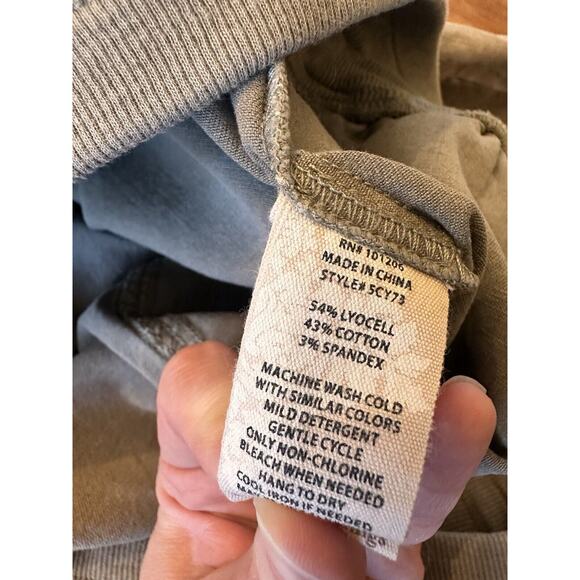 RN# 101206
MADE IN CHINA
STYLE# 5CY73
54% LYOCELL
43% COTTON
3% SPANDEX
MACHINE WASH COLD
WITH SIMILAR COLORS
MILD DETERGENT
GENTLE CYCLE
ONLY NON-CHLORINE
BLEACH WHEN NEEDED
HANG TO DRY
COOL IRON IF NEEDED